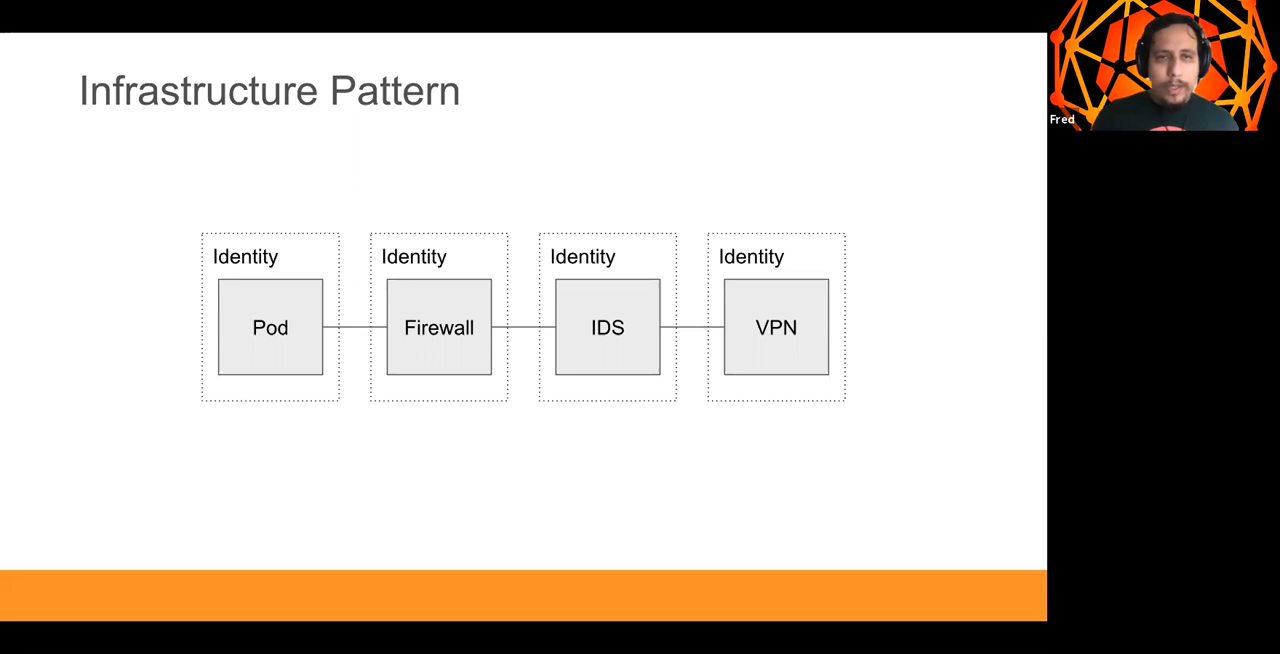 Infrastructure Pattern
Fred
Identity Identity Identity Identity
Pod Firewall IDS VPN